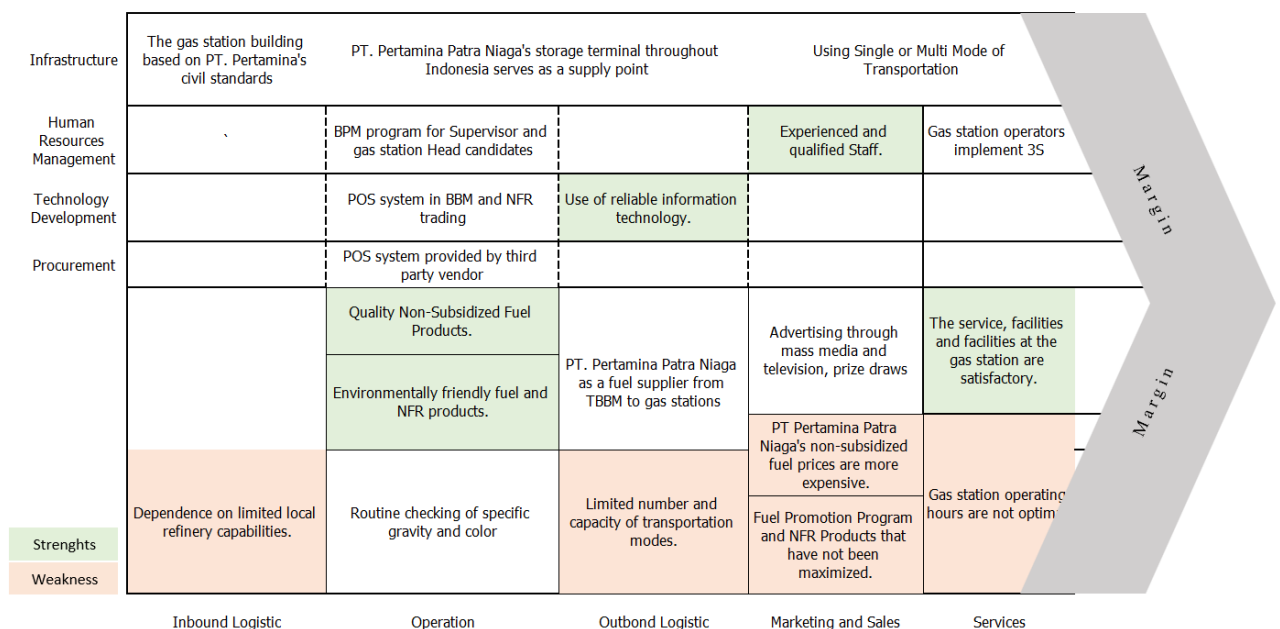 Infrastructure
The gas station building
based on PT. Pertamina's
civil standards
PT. Pertamina Patra Niaga's storage terminal throughout
Indonesia serves as a supply point
Using Single or Multi Mode of
Transportation
Human
Resources
Management
`
BPM program for Supervisor and
gas station Head candidates
Experienced and
qualified Staff.
Gas station operators
implement 3S
Technology
Development
POS system in BBM and NFR
trading
Use of reliable information
technology.
Procurement
POS system provided by third
party vendor
Margin
Quality Non-Subsidized Fuel
Products.
Environmentally friendly fuel and
NFR products.
PT. Pertamina Patra Niaga
as a fuel supplier from
TBBM to gas stations
Advertising through
mass media and
television, prize draws
The service, facilities
and facilities at the
gas station are
satisfactory.
Margin
Dependence on limited local
refinery capabilities.
Routine checking of specific
gravity and color
Limited number and
capacity of transportation
modes.
PT Pertamina Patra
Niaga's non-subsidized
fuel prices are more
expensive.
Fuel Promotion Program
and NFR Products that
have not been
maximized.
Gas station operating
hours are not optim
Strenghts
Weakness
Inbound Logistic
Operation
Outbond Logistic
Marketing and Sales
Services